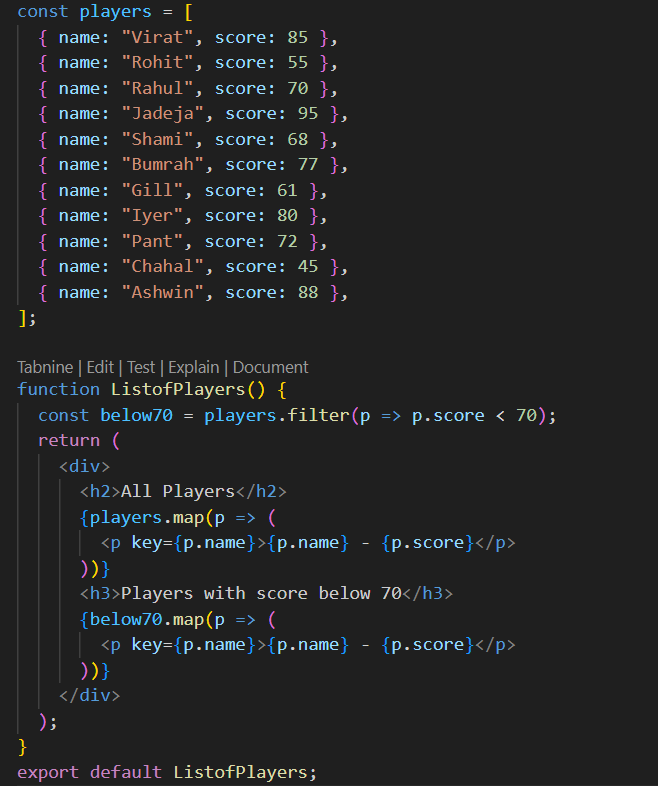 const players = [
  { name: "Virat", score: 85 },
  { name: "Rohit", score: 55 },
  { name: "Rahul", score: 70 },
  { name: "Jadeja", score: 95 },
  { name: "Shami", score: 68 },
  { name: "Bumrah", score: 77 },
  { name: "Gill", score: 61 },
  { name: "Iyer", score: 80 },
  { name: "Pant", score: 72 },
  { name: "Chahal", score: 45 },
  { name: "Ashwin", score: 88 },
];
Tabnine | Edit | Test | Explain | Document
function ListofPlayers() {
  const below70 = players.filter(p => p.score < 70);
  return (
    <div>
      <h2>All Players</h2>
      {players.map(p => (
        <p key={p.name}>{p.name} - {p.score}</p>
      ))}
      <h3>Players with score below 70</h3>
      {below70.map(p => (
        <p key={p.name}>{p.name} - {p.score}</p>
      ))}
    </div>
  );
}
export default ListofPlayers;